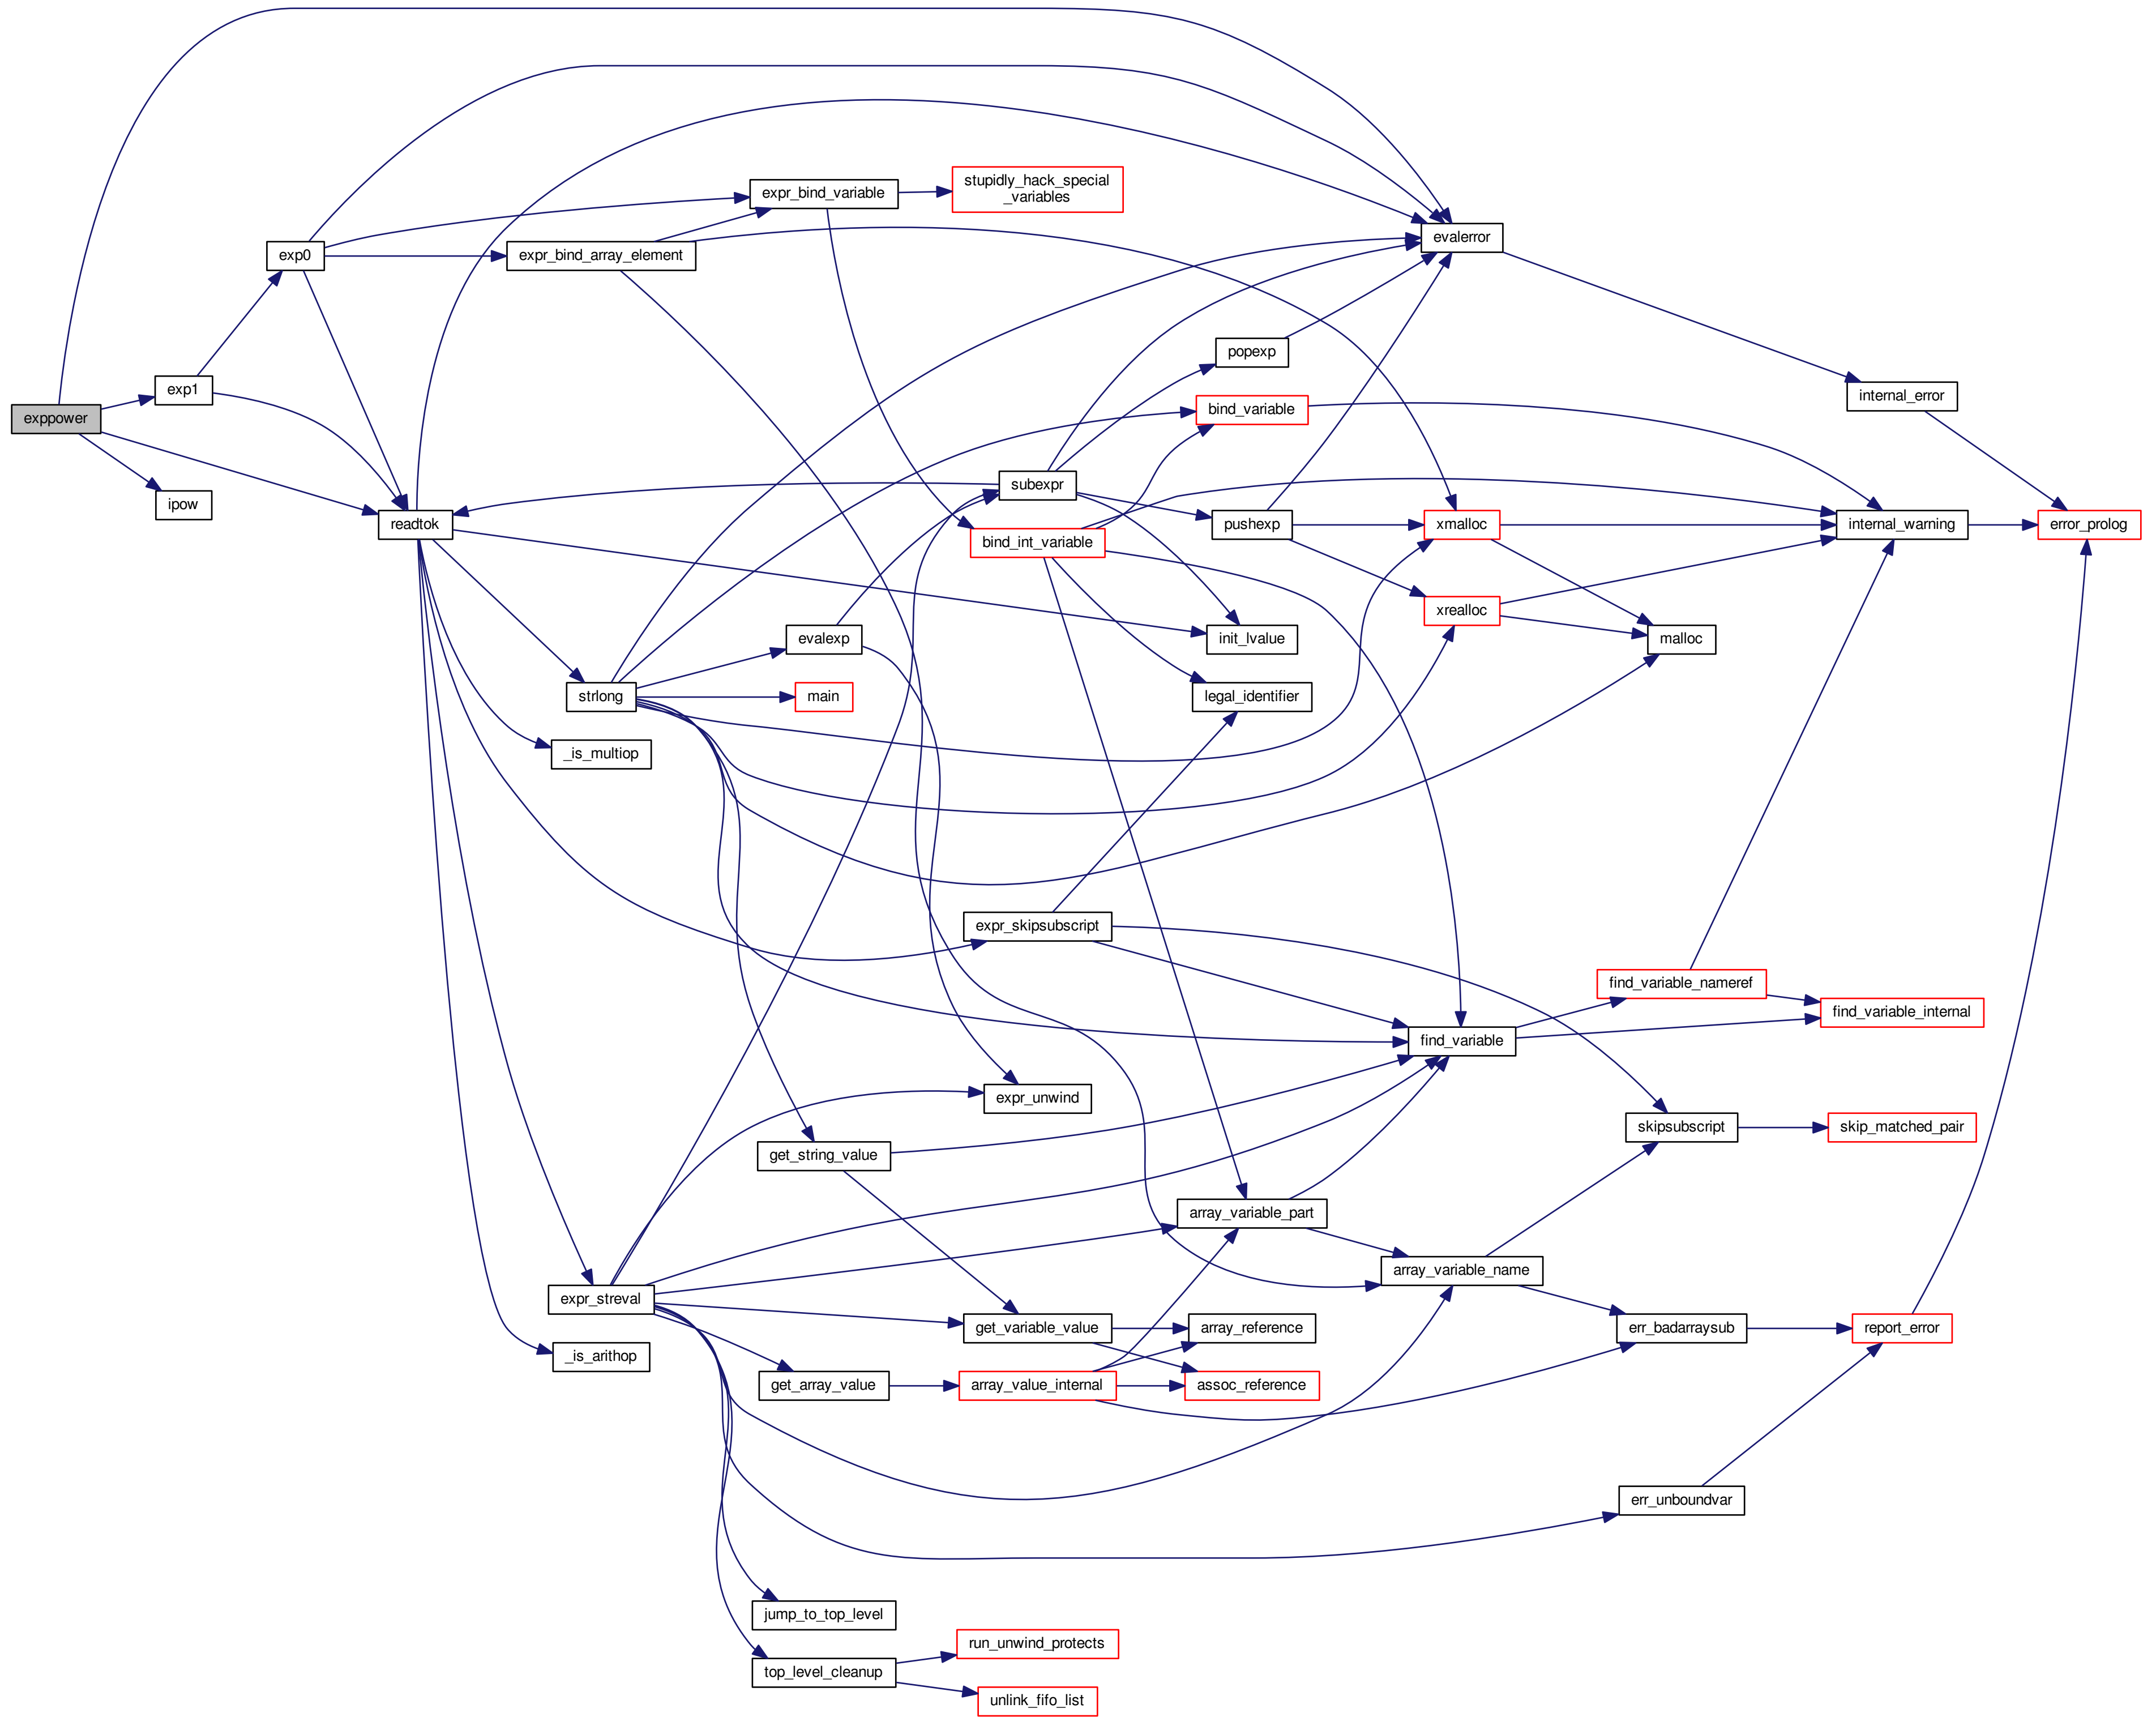 stupidly_hack_special
_variables
expr_bind_variable
evalerror
exp0
expr_bind_array_element
popexp
exp1
internal_error
bind_variable
exppower
subexpr
ipow
readtok
pushexp
xmalloc
internal_warning
error_prolog
bind_int_variable
xrealloc
evalexp
init_lvalue
malloc
strlong
main
legal_identifier
_is_multiop
expr_skipsubscript
find_variable_nameref
find_variable_internal
find_variable
expr_unwind
skipsubscript
skip_matched_pair
get_string_value
array_variable_part
array_variable_name
expr_streval
get_variable_value
array_reference
err_badarraysub
report_error
_is_arithop
get_array_value
array_value_internal
assoc_reference
err_unboundvar
jump_to_top_level
run_unwind_protects
top_level_cleanup
unlink_fifo_list